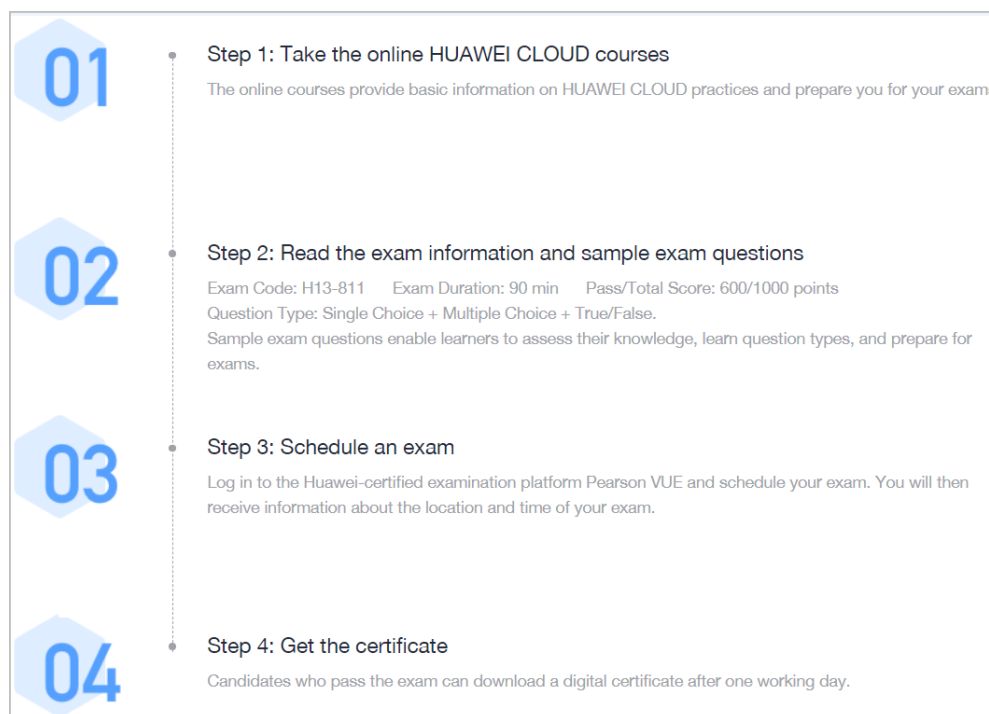 01
Step 1: Take the online HUAWEI CLOUD courses
The online courses provide basic information on HUAWEI CLOUD practices and prepare you for your exam
02
Step 2: Read the exam information and sample exam questions
Exam Code: H13-811 Exam Duration: 90 min Pass/Total Score: 600/1000 points
Question Type: Single Choice + Multiple Choice + True/False.
Sample exam questions enable learners to assess their knowledge, learn question types, and prepare for
exams.
03
Step 3: Schedule an exam
Log in to the Huawei-certified examination platform Pearson VUE and schedule your exam. You will then
receive information about the location and time of your exam.
04
Step 4: Get the certificate
Candidates who pass the exam can download a digital certificate after one working day.